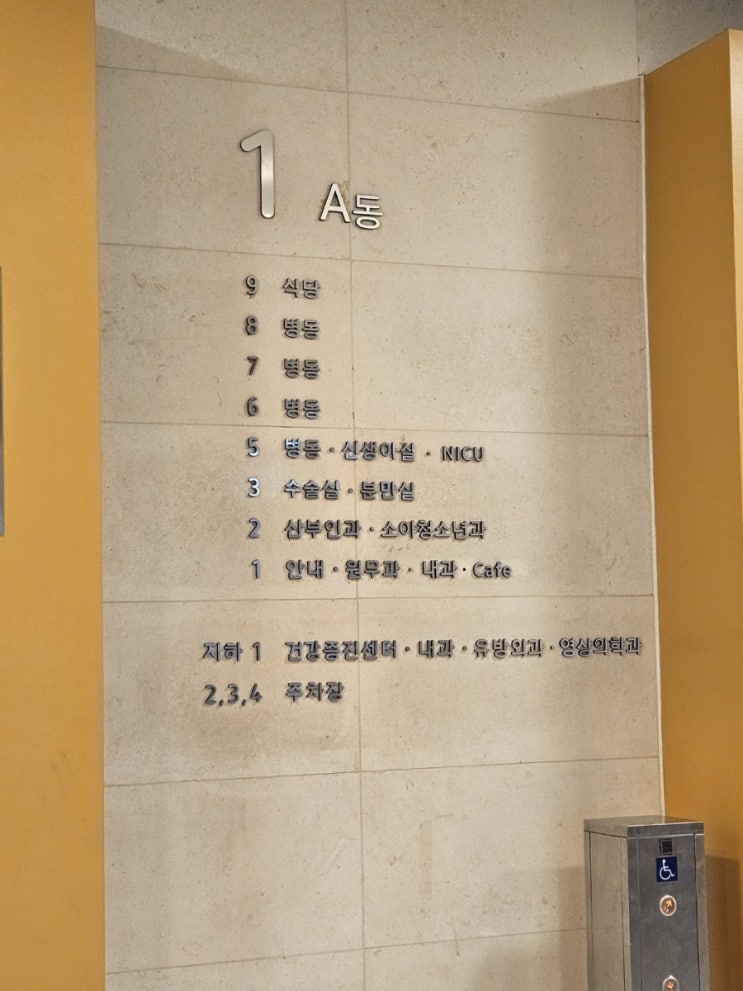 1 A동
9 식당
8 병동
7 병동
6 병동
5 병동 · 신생아실 · NICU
3 수술실 · 분만실
2 산부인과 · 소아청소년과
1 안내 · 원무과 · 내과 · Cafe
지하 1 건강증진센터 · 내과 · 유방외과 · 영상의학과
2,3,4 주차장